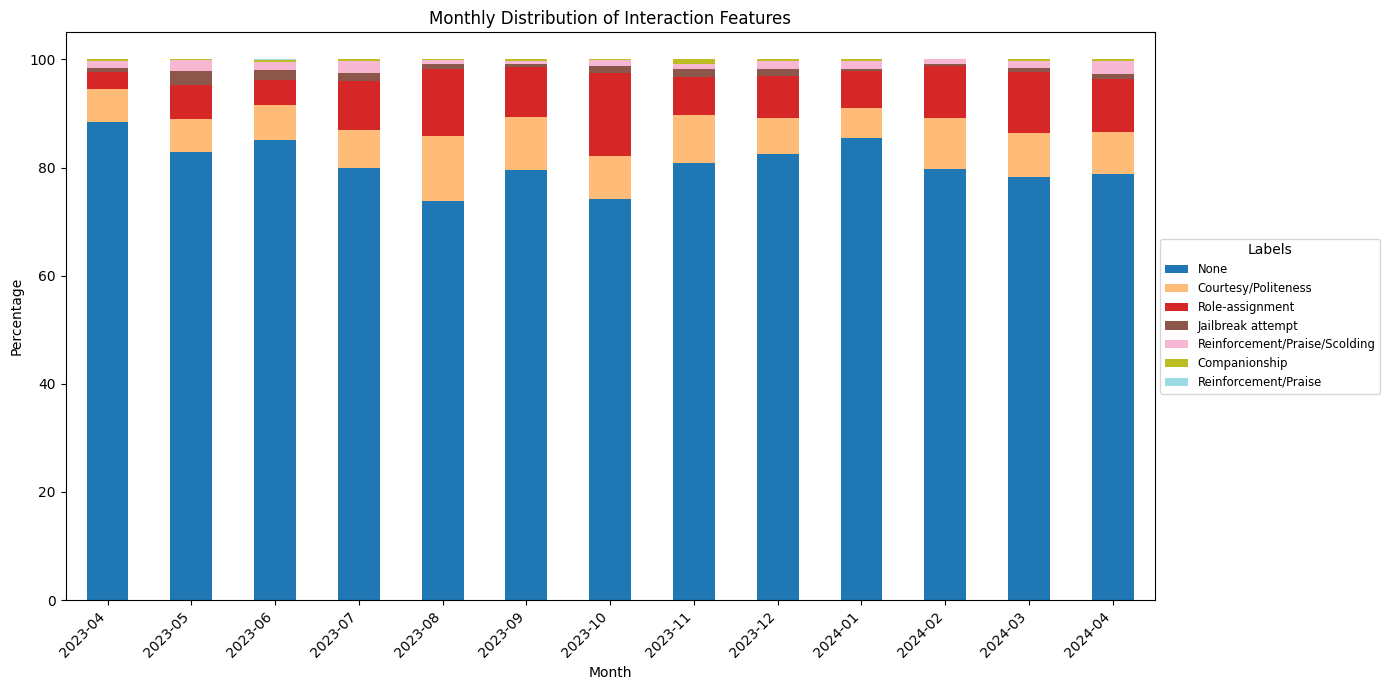 Monthly Distribution of Interaction Features
Percentage
100
80
60
40
20
0
2023-04
2023-05
2023-06
2023-07
2023-08
2023-09
2023-10
2023-11
2023-12
2024-01
2024-02
2024-03
2024-04
Month
Labels
None
Courtesy/Politeness
Role-assignment
Jailbreak attempt
Reinforcement/Praise/Scolding
Companionship
Reinforcement/Praise